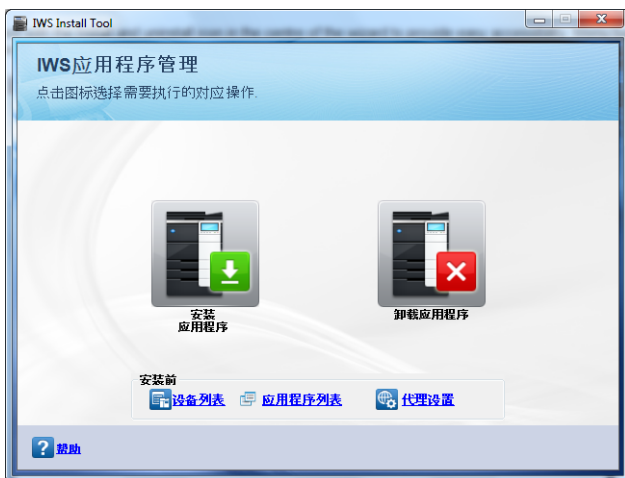 IWS Install Tool
IWS应用程序管理
点击图标选择需要执行的对应操作.
安装
应用程序
卸载应用程序
安装前
设备列表 应用程序列表 代理设置
? 帮助